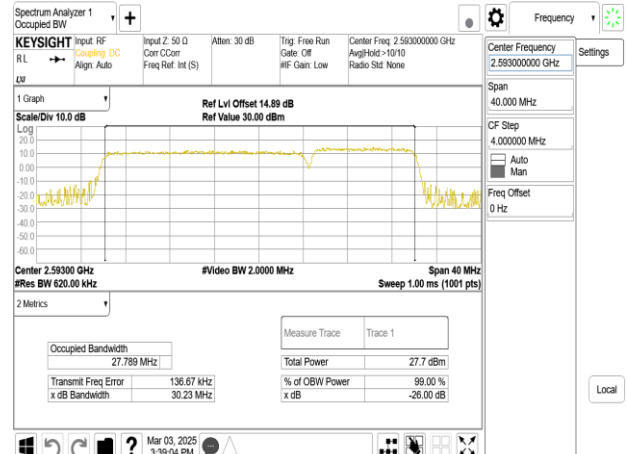 Spectrum Analyzer 1
Occupied BW
Frequency
KEYSIGHT
Input: RF
Coupling: DC
Align: Auto
Input Z: 50 Ω
Corr CCorr
Freq Ref: Int (S)
Atten: 30 dB
Trig: Free Run
Gate: Off
#IF Gain: Low
Center Freq: 2.593000000 GHz
Avg|Hold:>10/10
Radio Std: None
RL
LXI
Center Frequency
2.593000000 GHz
Settings
Span
40.000 MHz
CF Step
4.000000 MHz
Auto
Man
Freq Offset
0 Hz
Local
1 Graph
Scale/Div 10.0 dB
Ref Lvl Offset 14.89 dB
Ref Value 30.00 dBm
Log
20.0
10.0
0.00
-10.0
-20.0
-30.0
-40.0
-50.0
-60.0
Center 2.59300 GHz
#Res BW 620.00 kHz
#Video BW 2.0000 MHz
Span 40 MHz
Sweep 1.00 ms (1001 pts)
2 Metrics
Measure Trace
Trace 1
Occupied Bandwidth
27.789 MHz
Total Power
27.7 dBm
Transmit Freq Error
136.67 kHz
% of OBW Power
99.00 %
x dB Bandwidth
30.23 MHz
x dB
-26.00 dB
?
Mar 03, 2025
3:39:04 PM